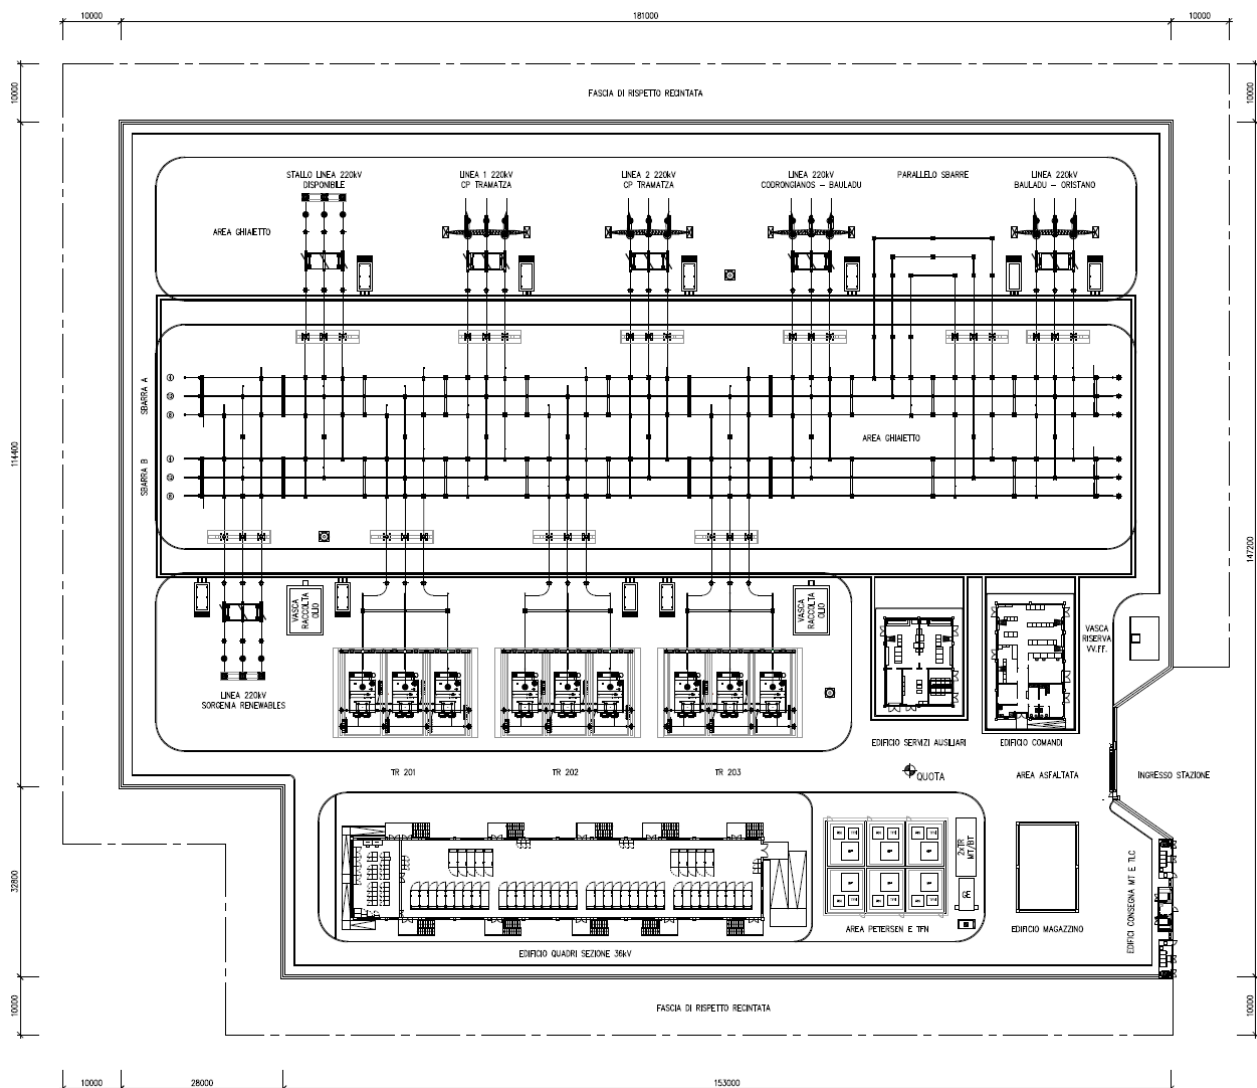 10000
181000
10000
10000
10000
FASCIA DI RISPETTO RECINTATA
STALLO LINEA 220kV
DISPONIBILE
LINEA 1 220kV
CP TRAMATZA
LINEA 2 220kV
CP TRAMATZA
LINEA 220kV
CODRONGIANOS - BAULADU
PARALLELO SBARRE
LINEA 220kV
BAULADU - ORISTANO
AREA GHIAIETTO
SBARRA A
SBARRA B
AREA GHIAIETTO
114400
147200
VASCA
RACCOLTA
OLIO
VASCA
RACCOLTA
OLIO
VASCA
RISERVA
VV.FF.
LINEA 220kV
SORGENIA RENEWABLES
EDIFICIO SERVIZI AUSILIARI
EDIFICIO COMANDI
TR 201
TR 202
TR 203
QUOTA
AREA ASFALTATA
INGRESSO STAZIONE
2xTR
MT/BT
GE
32800
EDIFICI CONSEGNA MT E TLC
AREA PETERSEN E TFN
EDIFICIO MAGAZZINO
EDIFICIO QUADRI SEZIONE 36kV
FASCIA DI RISPETTO RECINTATA
10000
10000
10000
28000
153000